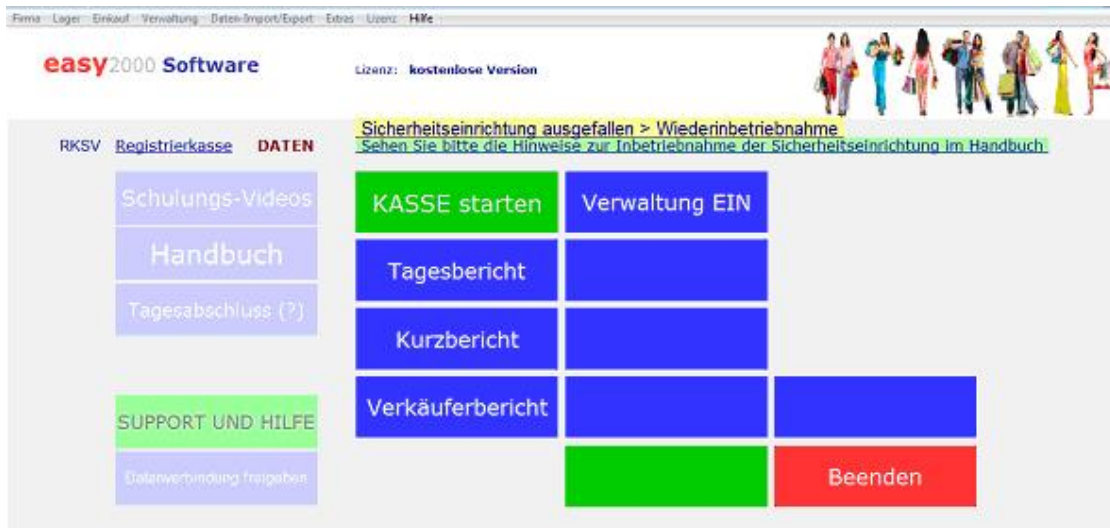 Firma Lager Einkauf Verwaltung Daten-Import/Export Extras Lizenz Hilfe
easy2000 Software
Lizenz: kostenlose Version
Sicherheitseinrichtung ausgefallen > Wiederinbetriebnahme
RKSV Registrierkasse DATEN
Sehen Sie bitte die Hinweise zur Inbetriebnahme der Sicherheitseinrichtung im Handbuch
Schulungs-Videos
KASSE starten
Verwaltung EIN
Handbuch
Tagesbericht
Tagesabschluss (?)
Kurzbericht
Verkäuferbericht
SUPPORT UND HILFE
Datenverbindung freigeben
Beenden